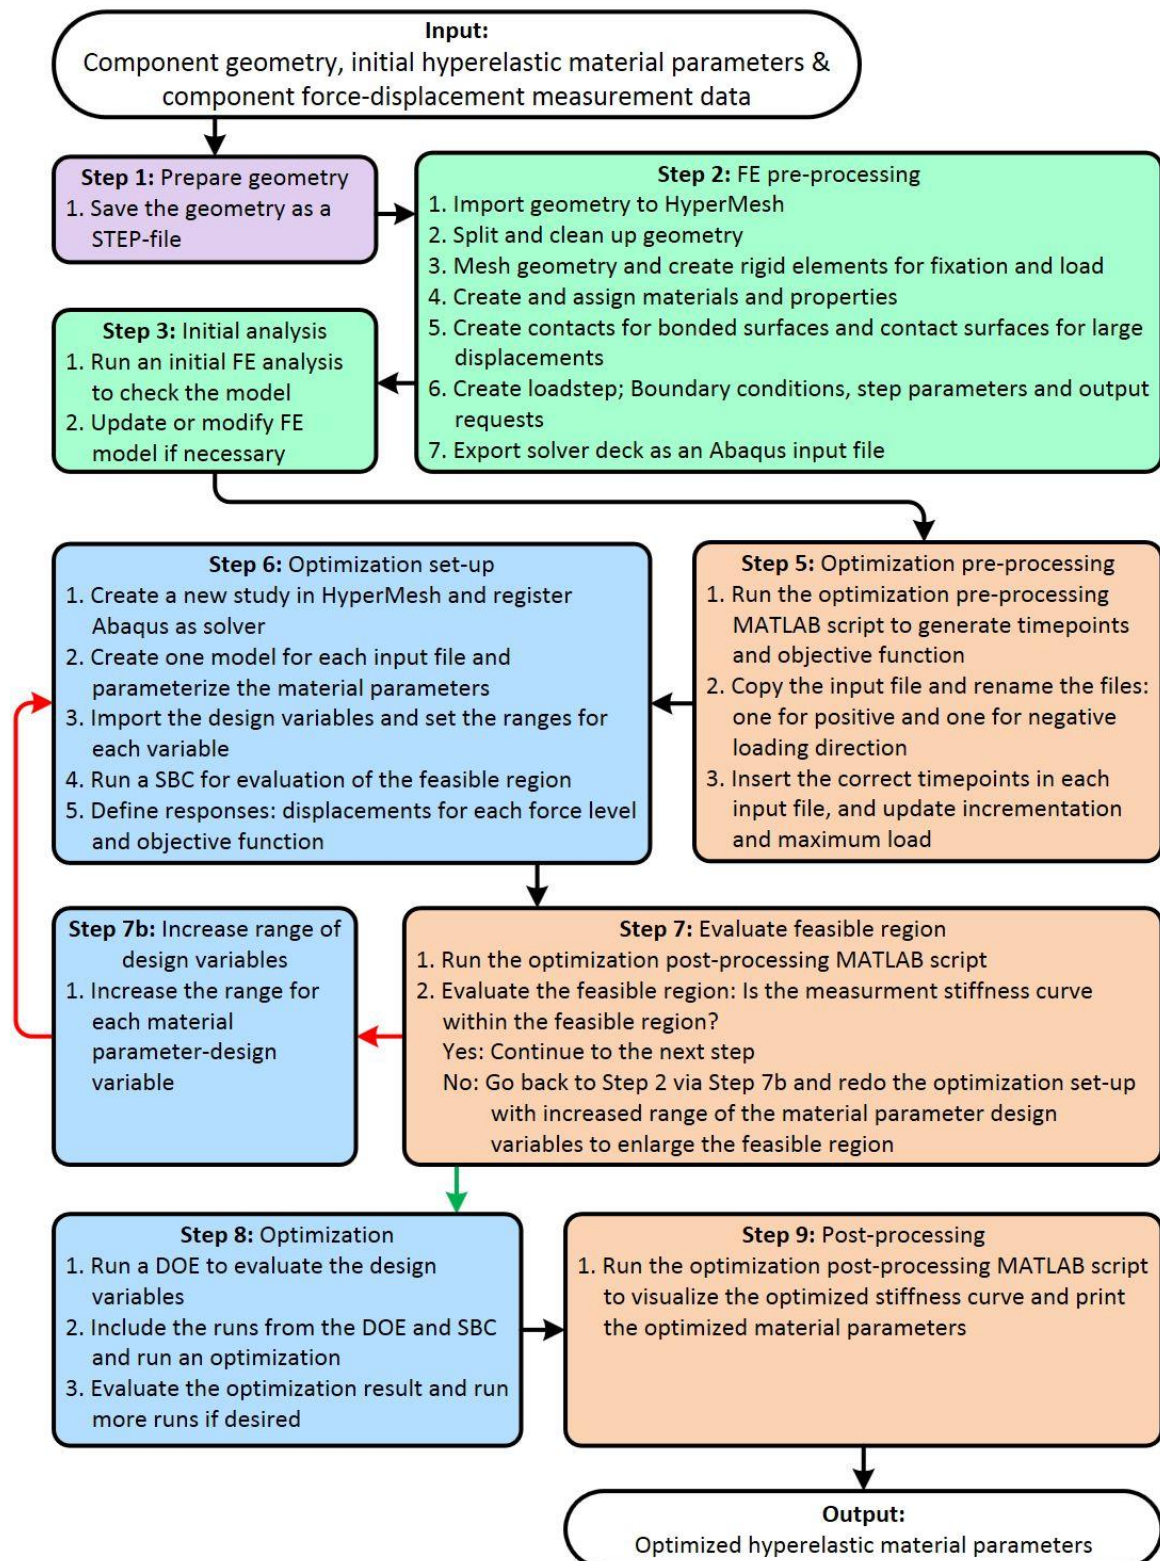 Input:
Component geometry, initial hyperelastic material parameters &
component force-displacement measurement data
Step 1: Prepare geometry
1. Save the geometry as a
STEP-file
Step 2: FE pre-processing
1. Import geometry to HyperMesh
2. Split and clean up geometry
3. Mesh geometry and create rigid elements for fixation and load
4. Create and assign materials and properties
5. Create contacts for bonded surfaces and contact surfaces for large
displacements
6. Create loadstep; Boundary conditions, step parameters and output
requests
7. Export solver deck as an Abaqus input file
Step 3: Initial analysis
1. Run an initial FE analysis
to check the model
2. Update or modify FE
model if necessary
Step 5: Optimization pre-processing
1. Run the optimization pre-processing
MATLAB script to generate timepoints
and objective function
2. Copy the input file and rename the files:
one for positive and one for negative
loading direction
3. Insert the correct timepoints in each
input file, and update incrementation
and maximum load
Step 6: Optimization set-up
1. Create a new study in HyperMesh and register
Abaqus as solver
2. Create one model for each input file and
parameterize the material parameters
3. Import the design variables and set the ranges for
each variable
4. Run a SBC for evaluation of the feasible region
5. Define responses: displacements for each force level
and objective function
Step 7: Evaluate feasible region
1. Run the optimization post-processing MATLAB script
2. Evaluate the feasible region: Is the measurment stiffness curve
within the feasible region?
Yes: Continue to the next step
No: Go back to Step 2 via Step 7b and redo the optimization set-up
with increased range of the material parameter design
variables to enlarge the feasible region
Step 7b: Increase range of
design variables
1. Increase the range for
each material
parameter-design
variable
Step 8: Optimization
1. Run a DOE to evaluate the design
variables
2. Include the runs from the DOE and SBC
and run an optimization
3. Evaluate the optimization result and run
more runs if desired
Step 9: Post-processing
1. Run the optimization post-processing MATLAB script
to visualize the optimized stiffness curve and print
the optimized material parameters
Output:
Optimized hyperelastic material parameters